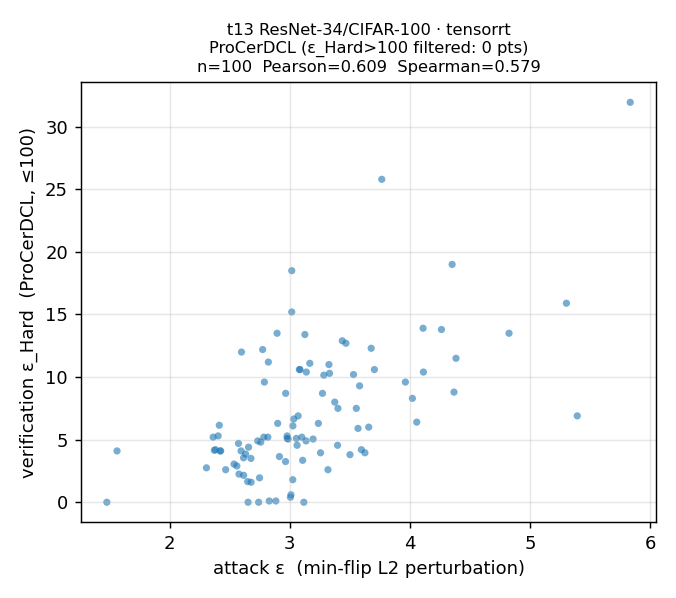 t13 ResNet-34/CIFAR-100 · tensorrt
ProCerDCL (ε_Hard>100 filtered: 0 pts)
n=100  Pearson=0.609  Spearman=0.579
verification ε_Hard  (ProCerDCL, ≤100)
30
25
20
15
10
5
0
2
3
4
5
6
attack ε  (min-flip L2 perturbation)